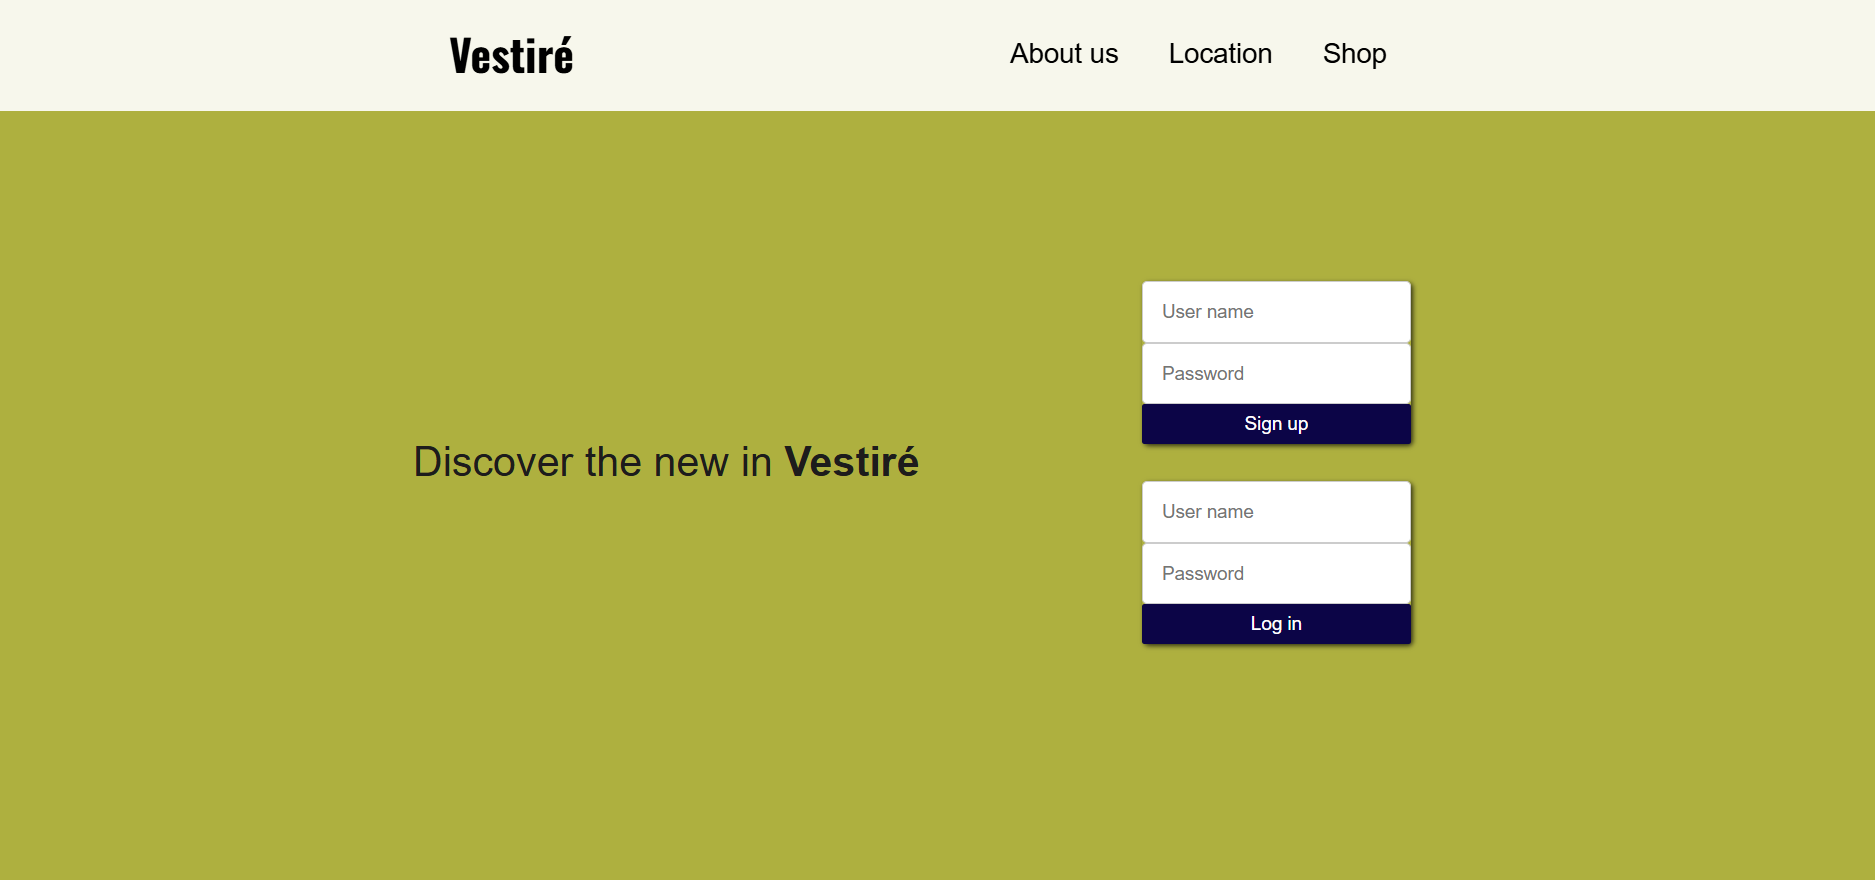 Vestiré
About us
Location
Shop
Discover the new in Vestiré
User name
Password
Sign up
User name
Password
Log in